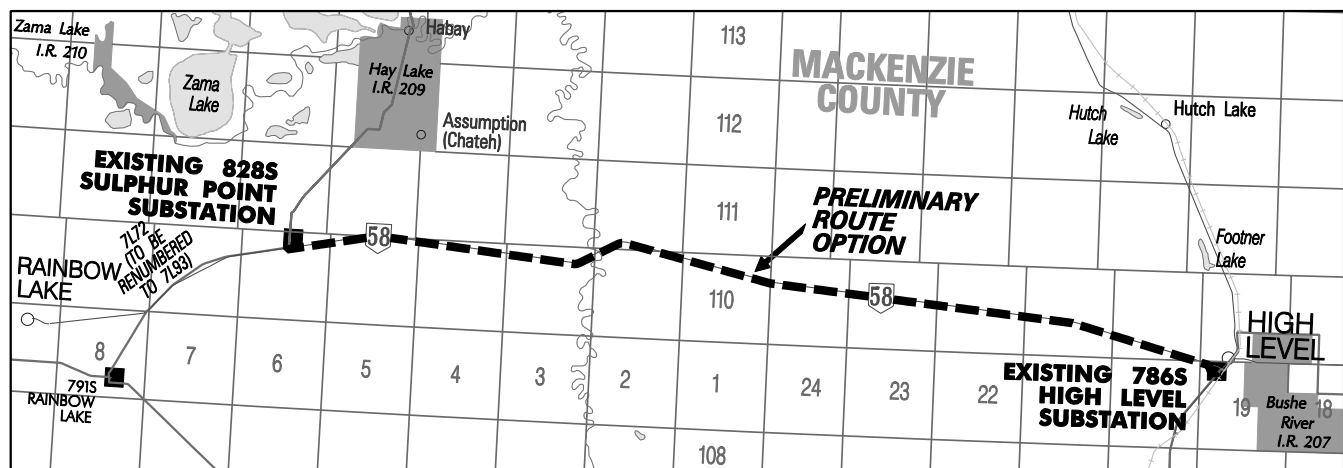 Zama Lake
I.R. 210
Habay
Zama
Lake
Hay Lake
I.R. 209
Assumption
(Chateh)
113
MACKENZIE
COUNTY
112
Hutch
Lake
Hutch Lake
EXISTING 828S
SULPHUR POINT
SUBSTATION
111
PRELIMINARY
ROUTE
OPTION
58
Footner
Lake
7L72
(TO BE
RENUMBERED
TO 7L93)
RAINBOW
LAKE
110
58
HIGH
LEVEL
8
7
6
5
4
3
2
1
24
23
22
EXISTING 786S
HIGH LEVEL
SUBSTATION
19
18
Bushe
River
I.R. 207
791S
RAINBOW
LAKE
108